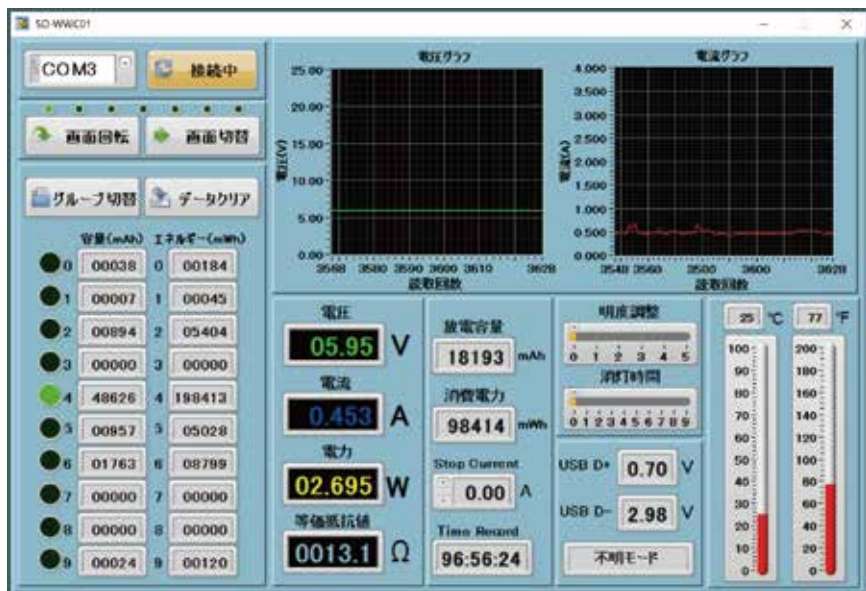 SD-WWC01
COM3
接続中
画面回転
画面切替
グループ切替
データクリア
容量(mAh) エネルギー(mWh)
0 00038 0 00184
1 00007 1 00045
2 00894 2 05404
3 00000 3 00000
4 48626 4 198413
5 00957 5 05028
6 01763 6 08799
7 00000 7 00000
8 00000 8 00000
9 00024 9 00120
電圧グラフ
電圧(V)
25.00
20.00
15.00
10.00
5.00
0.00
3568 3580 3590 3600 3610 3628
読取回数
電流グラフ
電流(A)
4.000
3.500
3.000
2.500
2.000
1.500
1.000
0.500
0.000
3548 3560 3580 3600 3628
読取回数
電圧
05.95 V
電流
0.453 A
電力
02.695 W
等価抵抗値
0013.1 Ω
放電容量
18193 mAh
消費電力
98414 mWh
Stop Current
0.00 A
Time Record
96:56:24
明度調整
0 1 2 3 4 5
消灯時間
0 1 2 3 4 5 6 7 8 9
USB D+ 0.70 V
USB D- 2.98 V
不明モード
25 ℃ 77 ℉
100 200
90 180
80 160
70 140
60 120
50 100
40 80
30 60
20 40
10 20
0 0